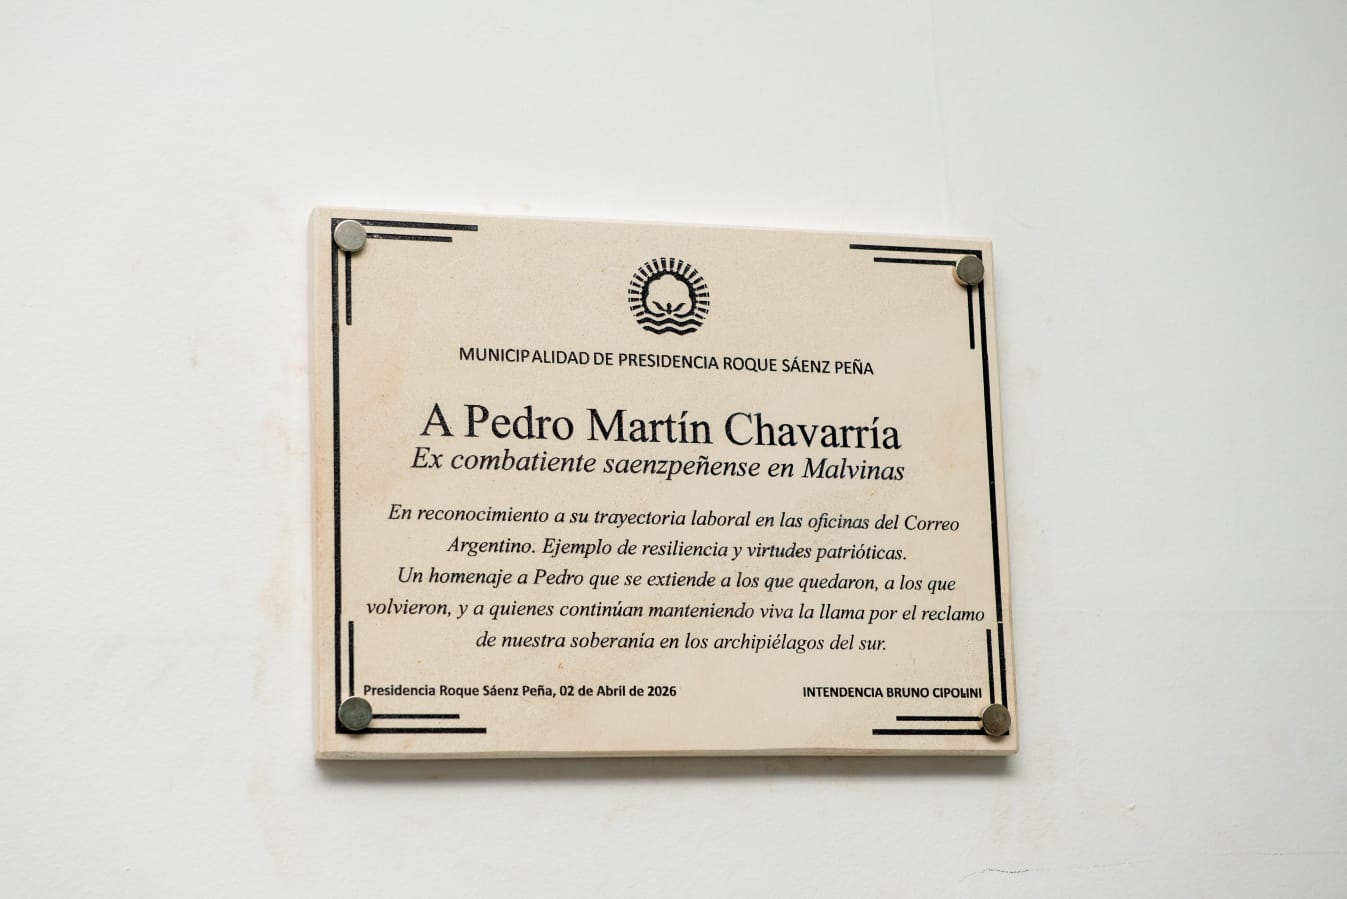 MUNICIPALIDAD DE PRESIDENCIA ROQUE SÁENZ PEÑA
A Pedro Martín Chavarría
Ex combatiente saenzpeñense en Malvinas
En reconocimiento a su trayectoria laboral en las oficinas del Correo
Argentino. Ejemplo de resiliencia y virtudes patrióticas.
Un homenaje a Pedro que se extiende a los que quedaron, a los que
volvieron, y a quienes continúan manteniendo viva la llama por el reclamo
de nuestra soberanía en los archipiélagos del sur.
Presidencia Roque Sáenz Peña, 02 de Abril de 2026
INTENDENCIA BRUNO CIPOLINI